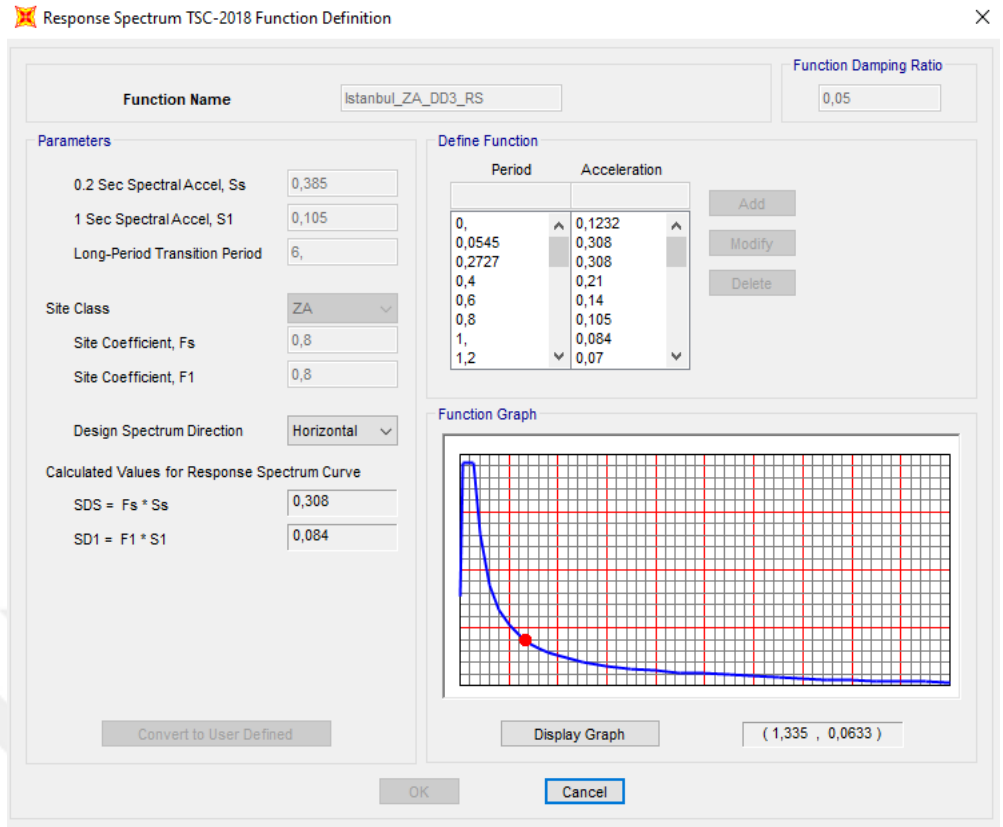 Response Spectrum TSC-2018 Function Definition
Function Damping Ratio
Function Name
Istanbul_ZA_DD3_RS
0,05
Parameters
0.2 Sec Spectral Accel, Ss
0,385
1 Sec Spectral Accel, S1
0,105
Long-Period Transition Period
6,
Site Class
ZA
Site Coefficient, Fs
0,8
Site Coefficient, F1
0,8
Design Spectrum Direction
Horizontal
Calculated Values for Response Spectrum Curve
SDS = Fs * Ss
0,308
SD1 = F1 * S1
0,084
Convert to User Defined
Define Function
Period Acceleration
0, 0,1232
0,0545 0,308
0,2727 0,308
0,4 0,21
0,6 0,14
0,8 0,105
1, 0,084
1,2 0,07
Add
Modify
Delete
Function Graph
Display Graph
( 1,335 , 0,0633 )
OK
Cancel